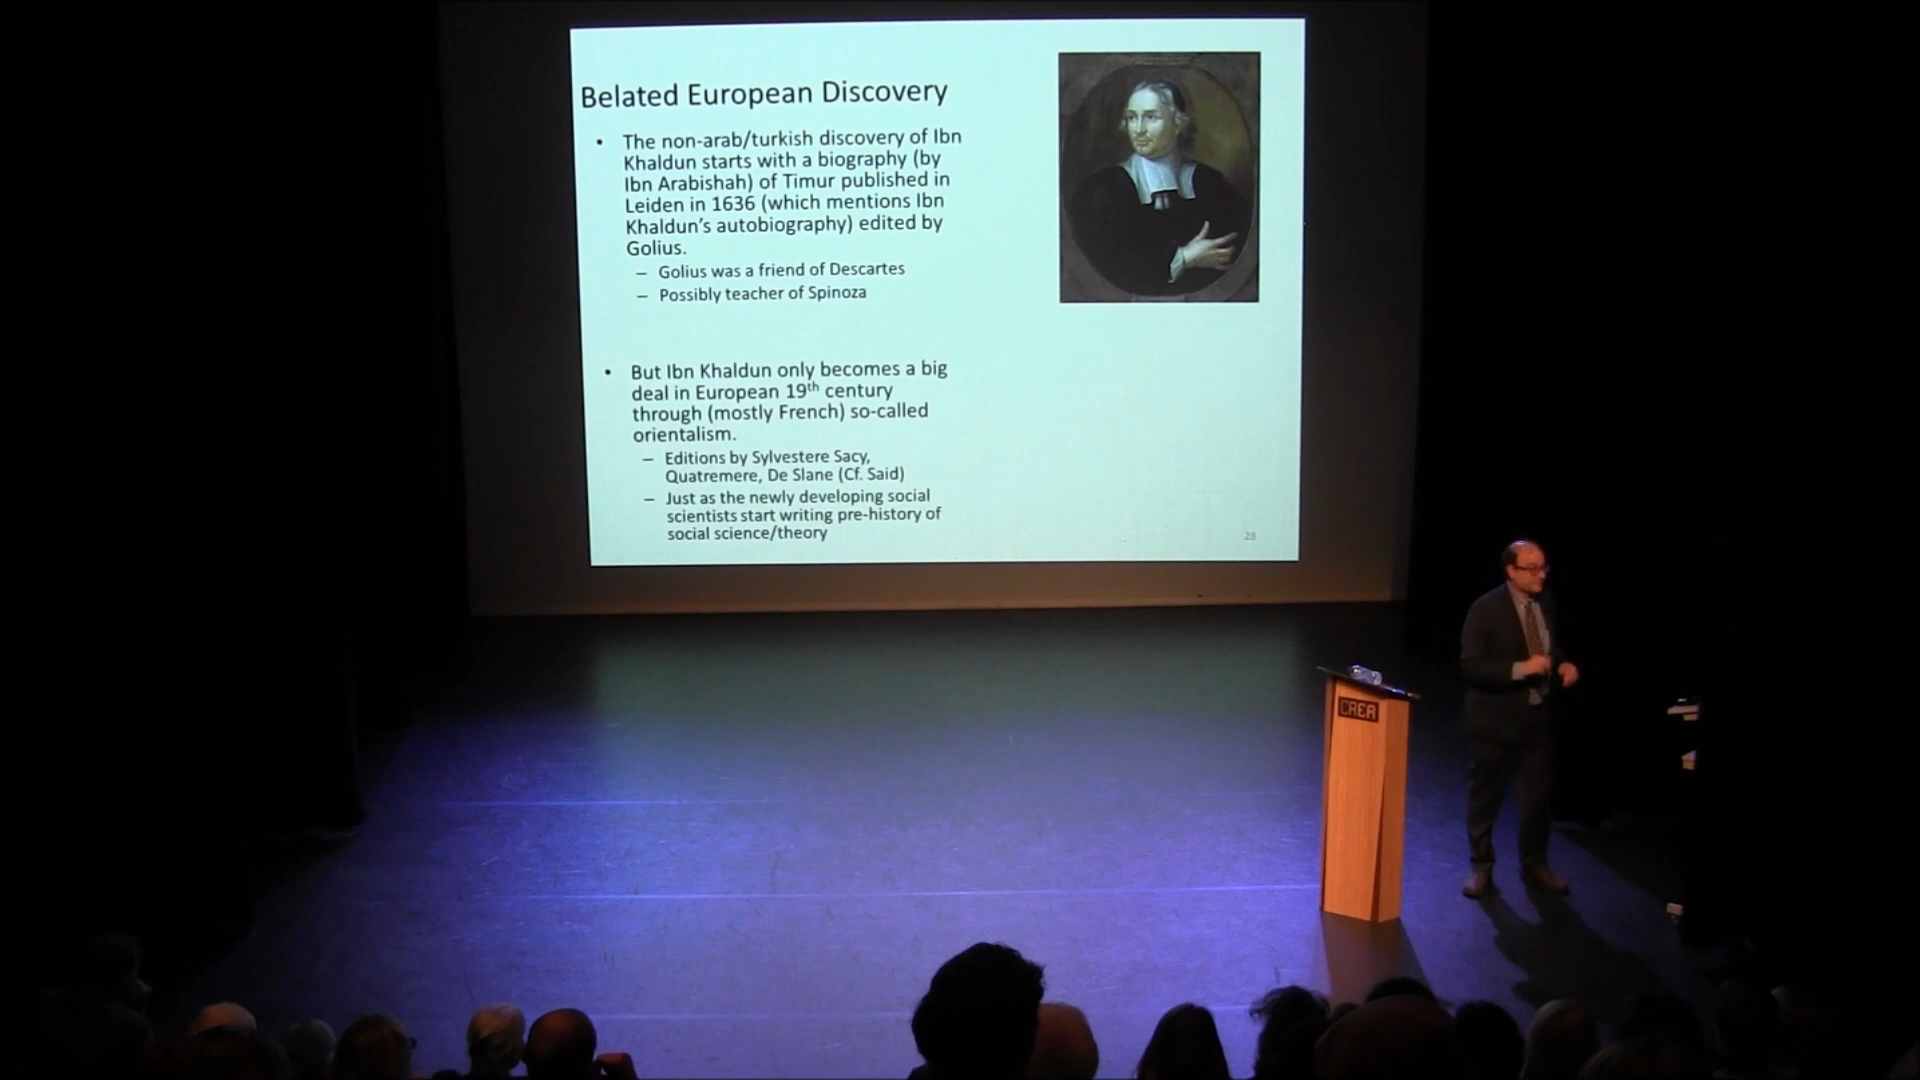 Belated European Discovery
• The non-arab/turkish discovery of Ibn
Khaldun starts with a biography (by
Ibn Arabishah) of Timur published in
Leiden in 1636 (which mentions Ibn
Khaldun's autobiography) edited by
Golius.
– Golius was a friend of Descartes
– Possibly teacher of Spinoza
• But Ibn Khaldun only becomes a big
deal in European 19th century
through (mostly French) so-called
orientalism.
– Editions by Sylvestere Sacy,
Quatremere, De Slane (Cf. Said)
– Just as the newly developing social
scientists start writing pre-history of
social science/theory
28
CREA